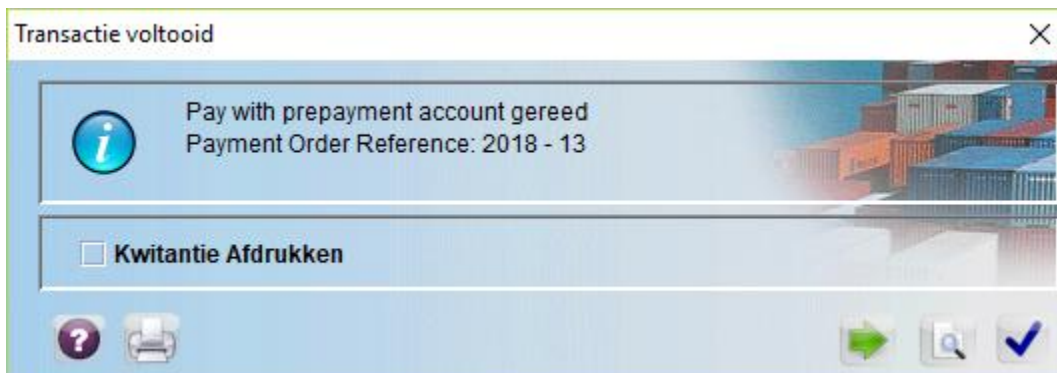 Transactie voltooid
Pay with prepayment account gereed
Payment Order Reference: 2018 - 13
Kwitantie Afdrukken